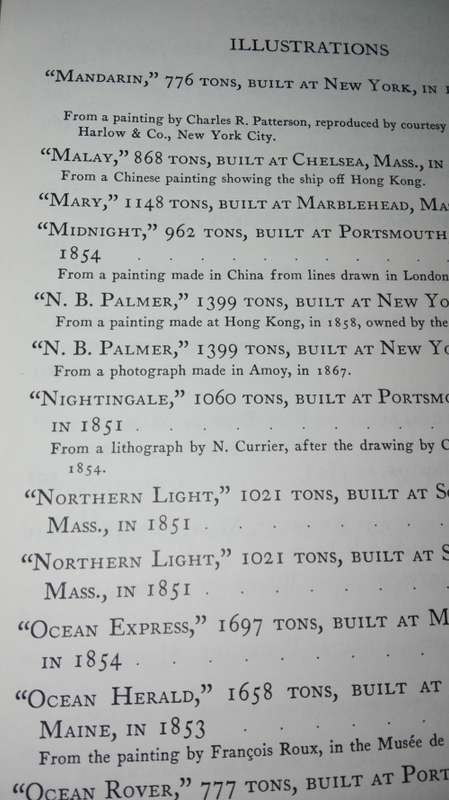 ILLUSTRATIONS
“MANDARIN,” 776 TONS, BUILT AT NEW YORK, IN
From a painting by Charles R. Patterson, reproduced by courtesy
Harlow & Co., New York City.
“MALAY,” 868 TONS, BUILT AT CHELSEA, MASS., IN
From a Chinese painting showing the ship off Hong Kong.
“MARY,” 1148 TONS, BUILT AT MARBLEHEAD, MA
“MIDNIGHT,” 962 TONS, BUILT AT PORTSMOUTH
1854 . . . . . . . . .
From a painting made in China from lines drawn in London
“N. B. PALMER,” 1399 TONS, BUILT AT NEW YO
From a painting made at Hong Kong, in 1858, owned by the
“N. B. PALMER,” 1399 TONS, BUILT AT NEW YO
From a photograph made in Amoy, in 1867.
“NIGHTINGALE,” 1060 TONS, BUILT AT PORTSMO
IN 1851 . . . . . . . .
From a lithograph by N. Currier, after the drawing by C
1854.
“NORTHERN LIGHT,” 1021 TONS, BUILT AT S
MASS., IN 1851 . . . . . .
“NORTHERN LIGHT,” 1021 TONS, BUILT AT S
MASS., IN 1851 . . . . . .
“OCEAN EXPRESS,” 1697 TONS, BUILT AT M
IN 1854 . . . . . . . .
“OCEAN HERALD,” 1658 TONS, BUILT AT
MAINE, IN 1853 . . . . . .
From the painting by François Roux, in the Musée de
“OCEAN ROVER,” 777 TONS, BUILT AT PORT